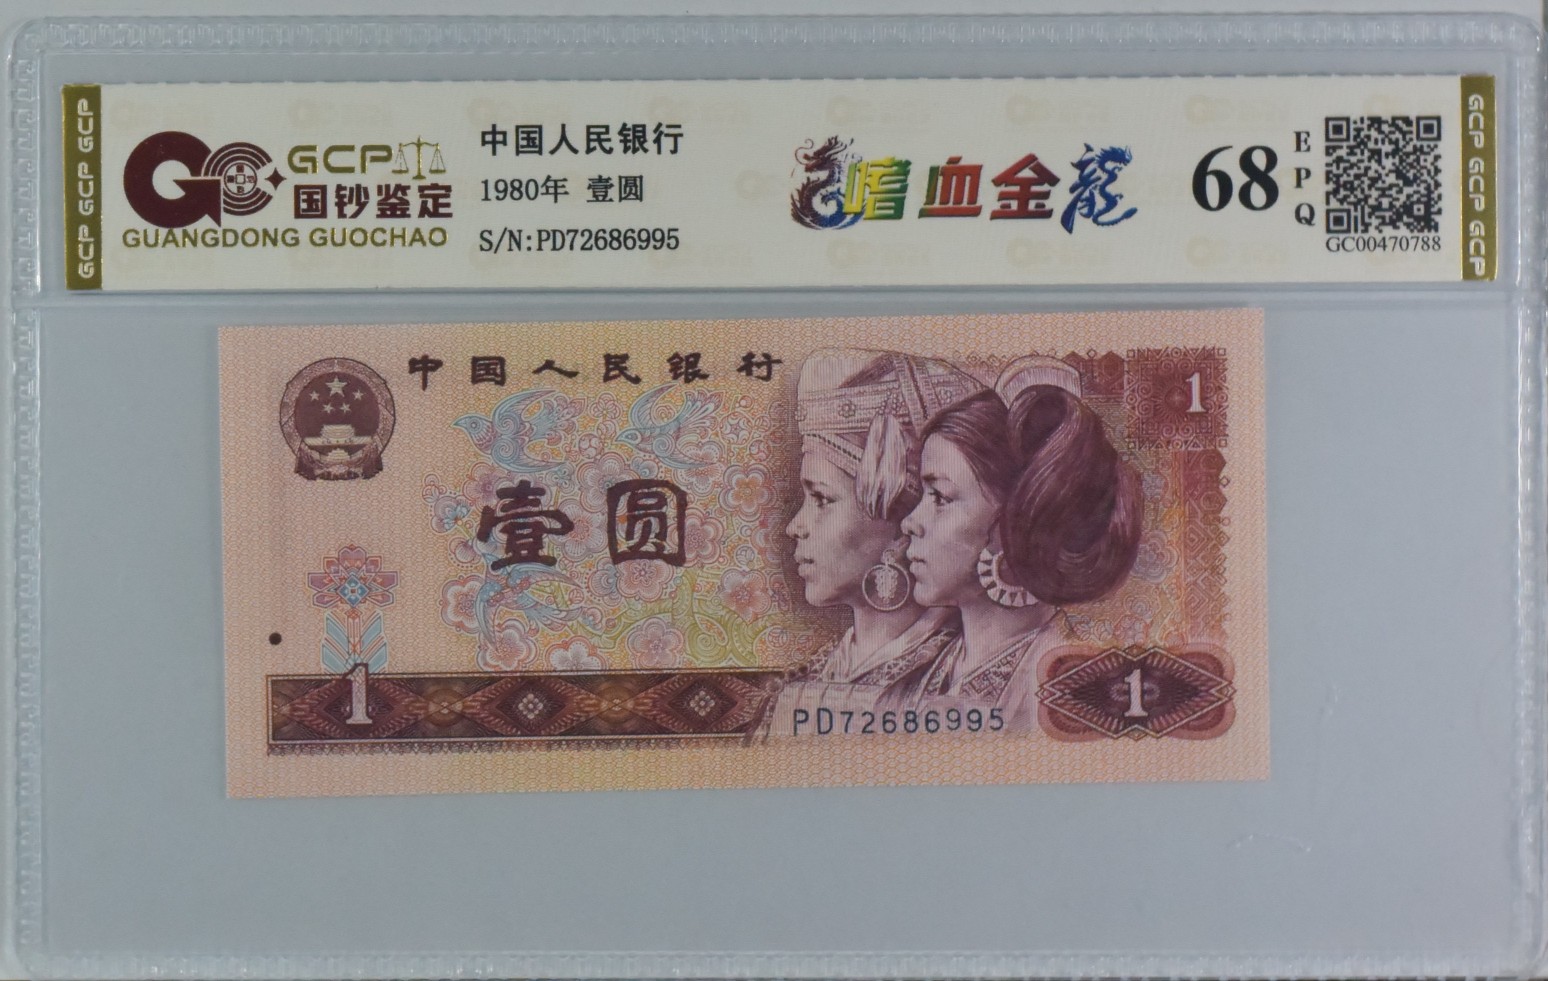 GCP GCP GCP
GCP
国钞鉴定
GUANGDONG GUOCHAO
中国人民银行
1980年 壹圆
S/N:PD72686995
嗜血金龍
68
EPQ
GC00470788
GCP GCP GCP
中国人民银行
1
壹圆
1
PD72686995
1